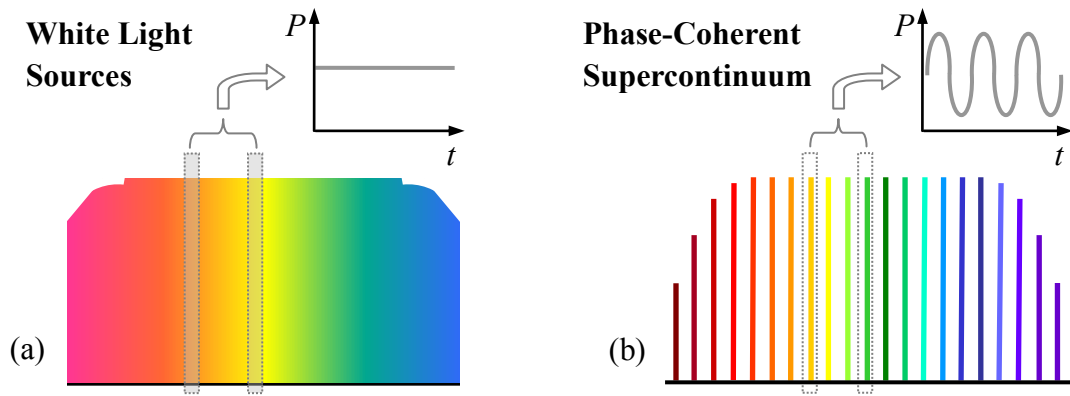 White Light
Sources
P
t
(a)
Phase-Coherent
Supercontinuum
P
t
(b)